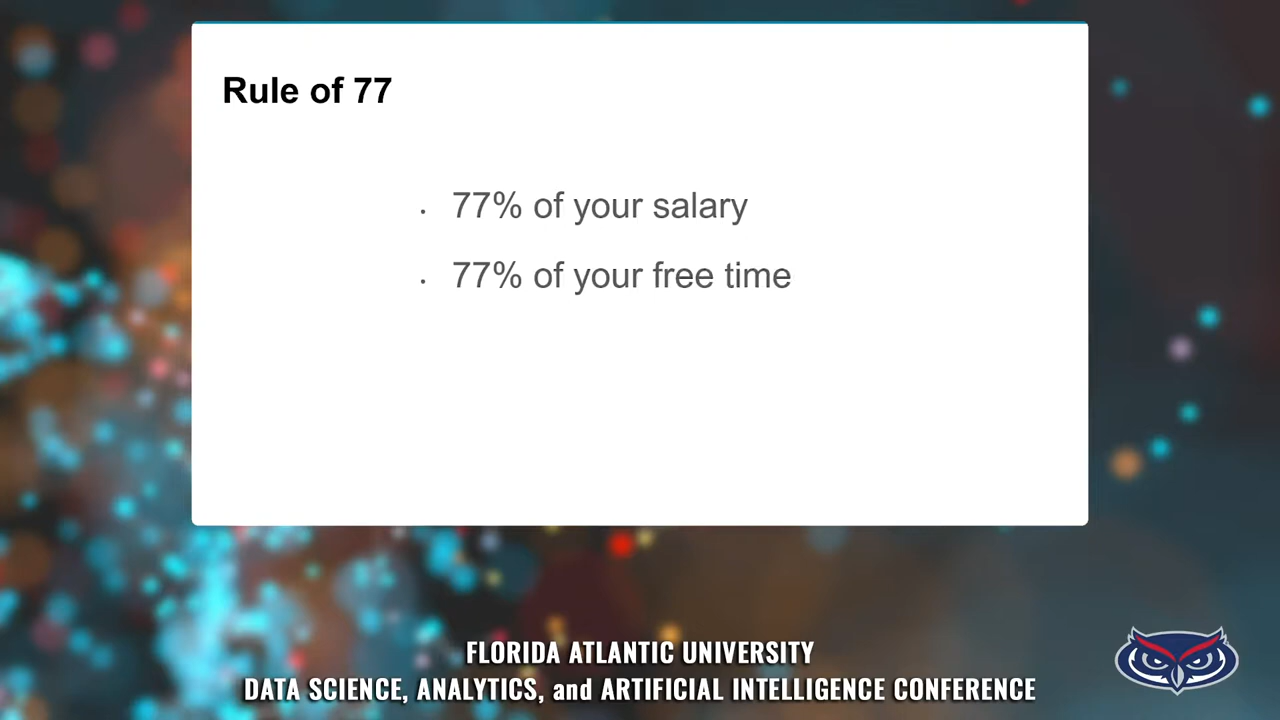 Rule of 77
77% of your salary
77% of your free time
FLORIDA ATLANTIC UNIVERSITY
DATA SCIENCE, ANALYTICS, and ARTIFICIAL INTELLIGENCE CONFERENCE